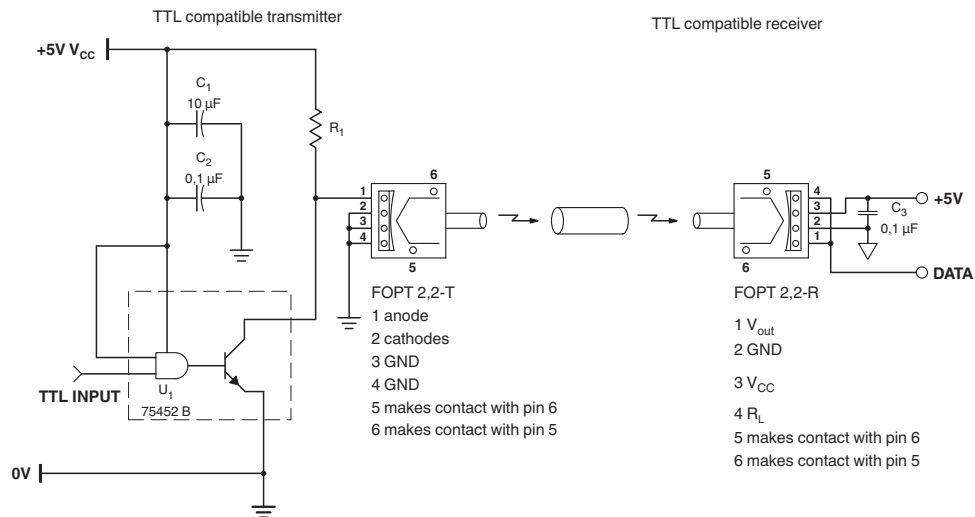 TTL compatible transmitter
TTL compatible receiver
+5V VCC
C1
10 µF
R1
C2
0,1 µF
6
1
2
3
4
5
5
4
3
2
1
6
+5V
C3
0,1 µF
DATA
FOPT 2,2-T
1 anode
2 cathodes
3 GND
4 GND
5 makes contact with pin 6
6 makes contact with pin 5
FOPT 2,2-R
1 Vout
2 GND
3 VCC
4 RL
5 makes contact with pin 6
6 makes contact with pin 5
TTL INPUT
U1
75452 B
0V